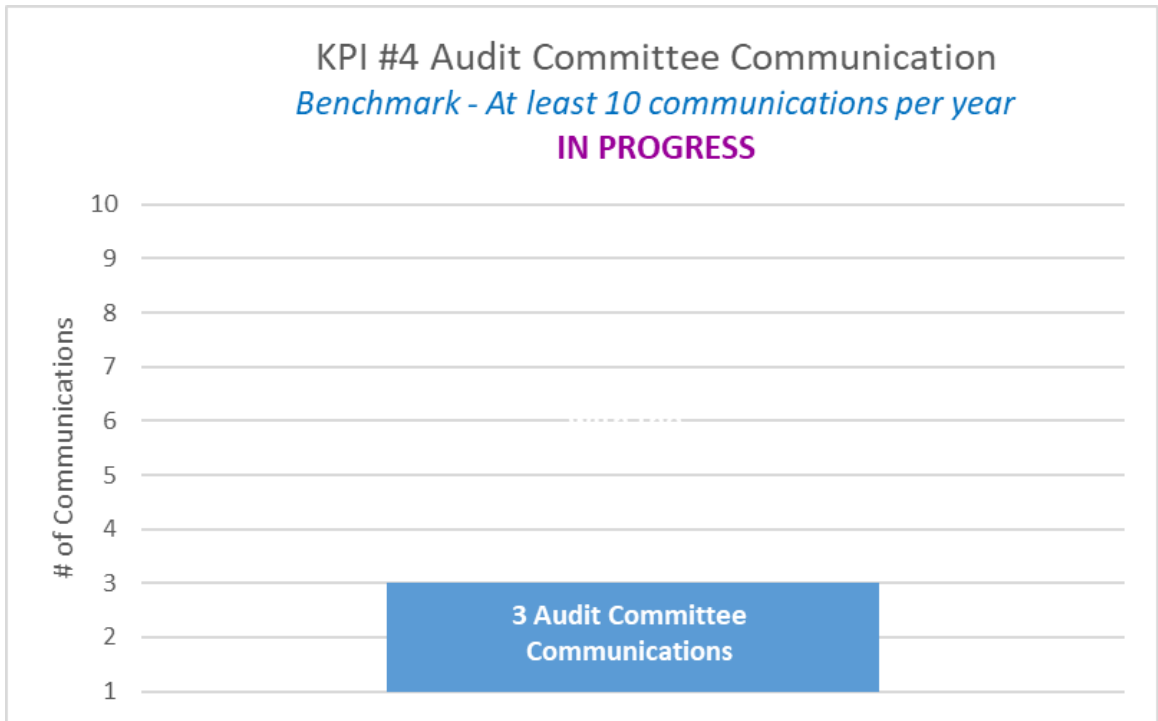 KPI #4 Audit Committee Communication
Benchmark - At least 10 communications per year
IN PROGRESS
10
9
8
7
6
5
4
3
2
1
# of Communications
3 Audit Committee
Communications